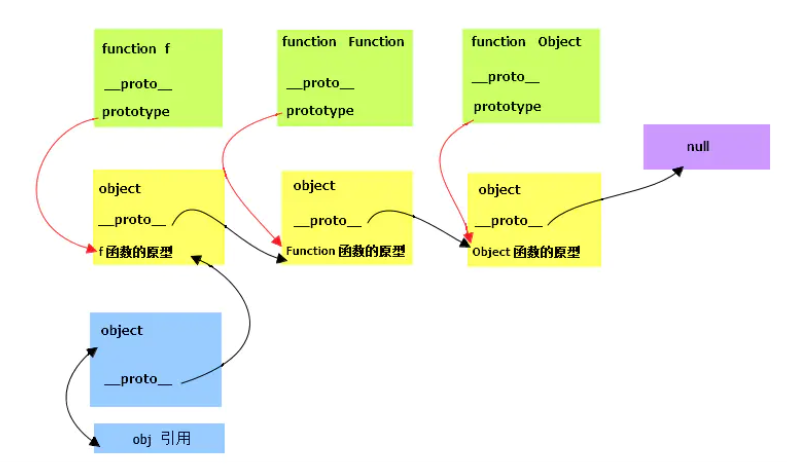 function f
__proto__
prototype
function Function
__proto__
prototype
function Object
__proto__
prototype
null
object
__proto__
f 函数的原型
object
__proto__
Function 函数的原型
object
__proto__
Object 函数的原型
object
__proto__
obj 引用